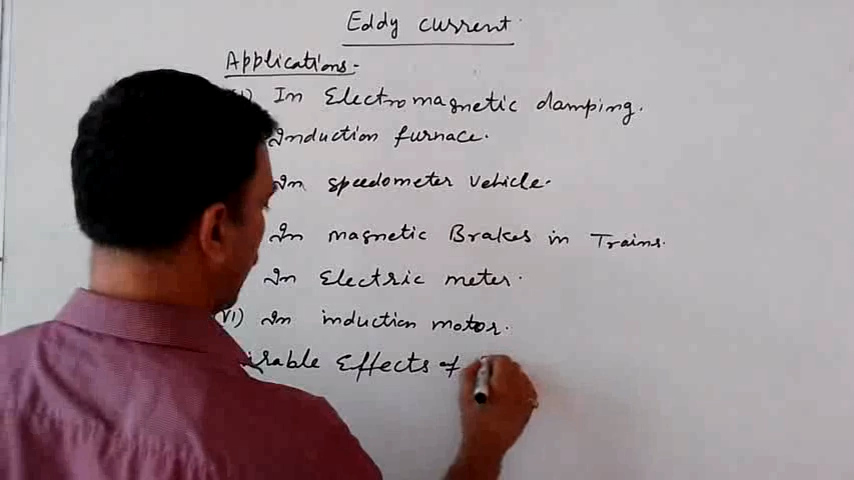 Eddy current
Applications:-
In Electromagnetic damping.
Induction furnace.
In speedometer vehicle.
In magnetic Brakes in Trains.
In Electric meter.
VI) In induction motor.
Effects of